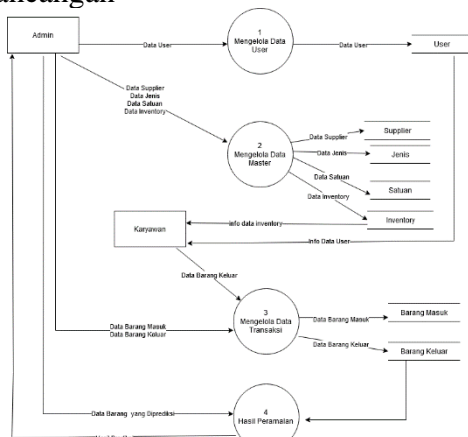 ancangan
Admin
Data User
1
Mengelola Data
User
Data User
User
Data Supplier
Data Jenis
Data Satuan
Data Inventory
2
Mengelola Data
Master
Data Supplier
Supplier
Data Jenis
Jenis
Data Satuan
Satuan
Data Inventory
Inventory
info data inventory
Karyawan
Info Data User
Data Barang Keluar
3
Mengelola Data
Transaksi
Data Barang Masuk
Data Barang Keluar
Data Barang Masuk
Barang Masuk
Data Barang Keluar
Barang Keluar
Data Barang yang Diprediksi
4
Hasil Peramalan